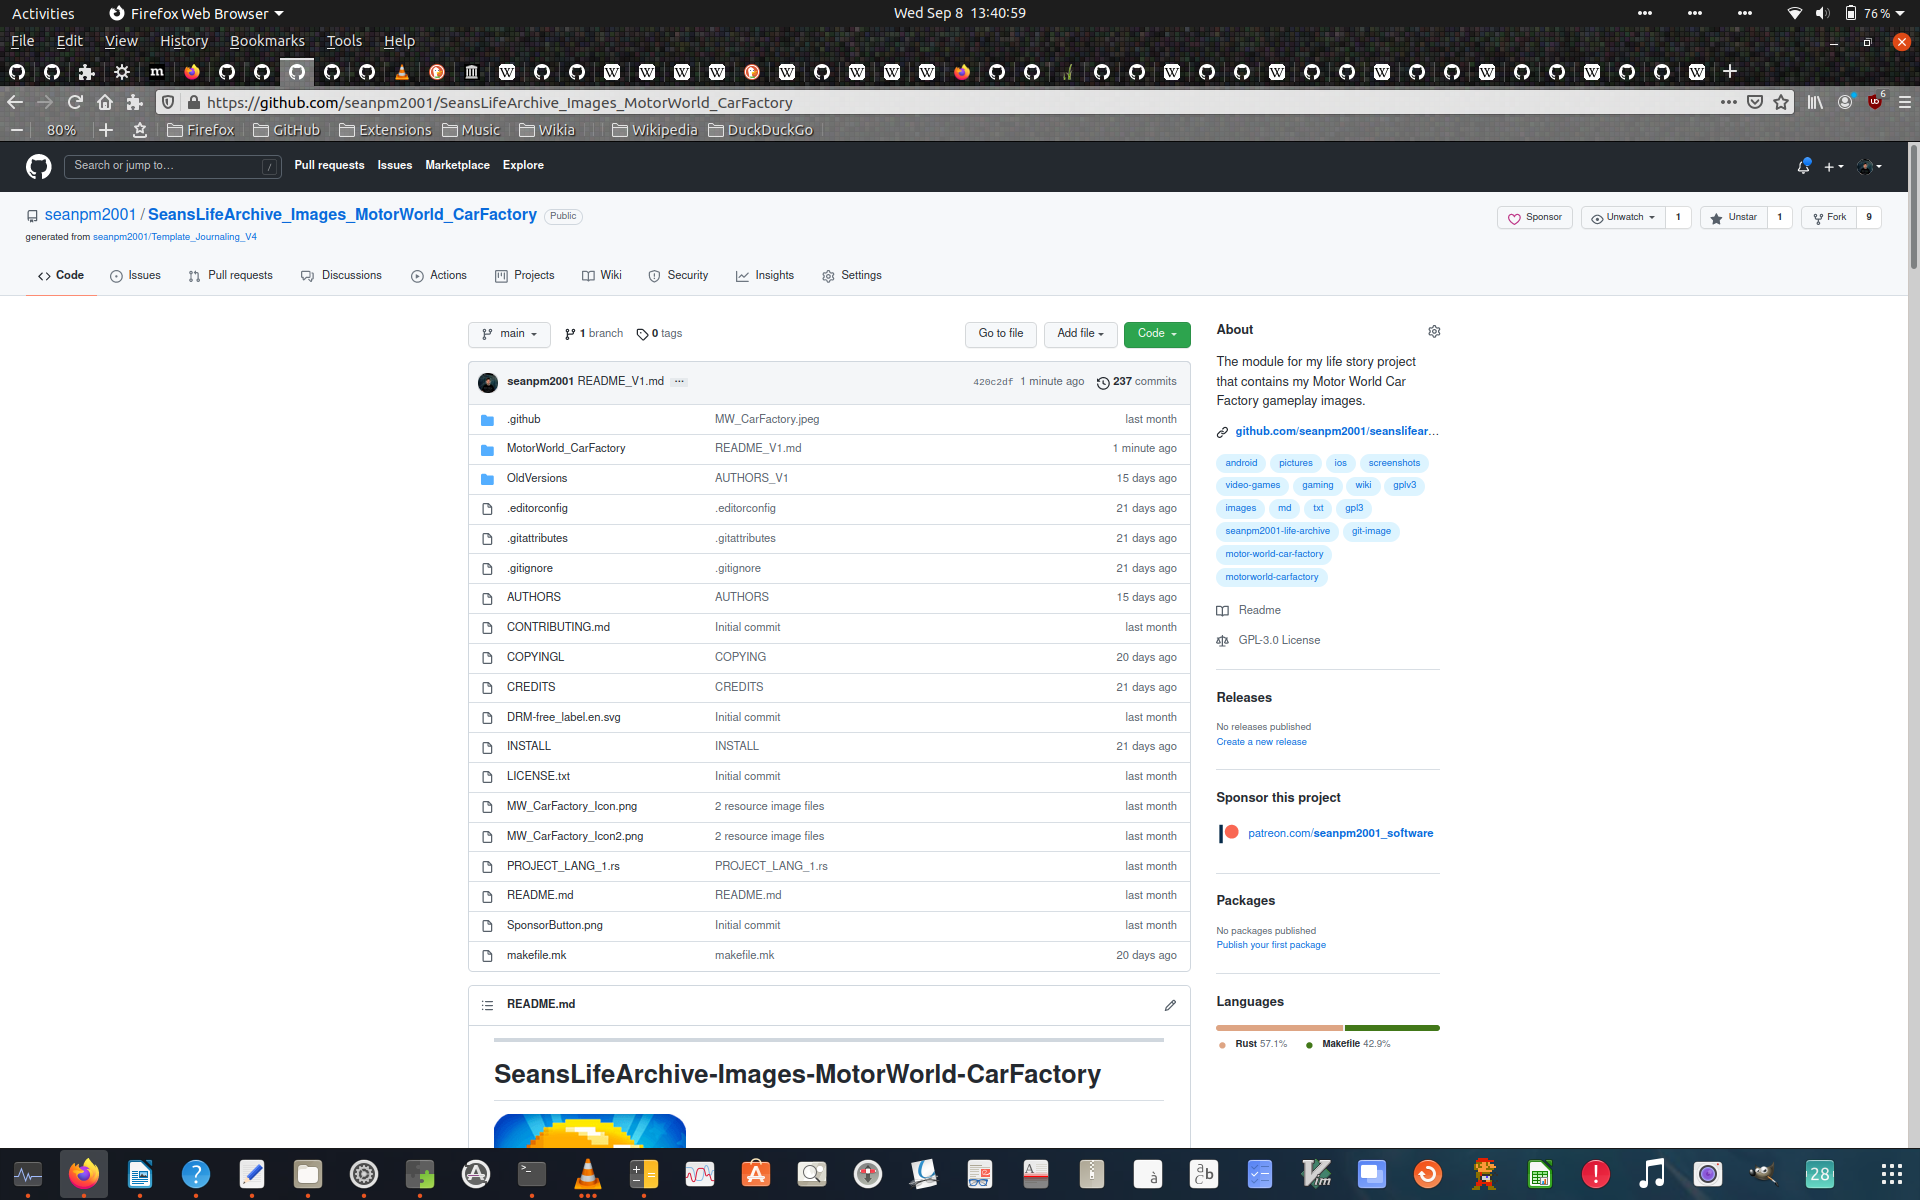 Activities
Firefox Web Browser
Wed Sep 8 13:40:59
76 %
File Edit View History Bookmarks Tools Help
https://github.com/seanpm2001/SeansLifeArchive_Images_MotorWorld_CarFactory
6
80%
Firefox GitHub Extensions Music Wikia Wikipedia DuckDuckGo
Search or jump to…
/
Pull requests Issues Marketplace Explore
seanpm2001 / SeansLifeArchive_Images_MotorWorld_CarFactory Public
Sponsor Unwatch 1 Unstar 1 Fork 9
generated from seanpm2001/Template_Journaling_V4
Code Issues Pull requests Discussions Actions Projects Wiki Security Insights Settings
main 1 branch 0 tags Go to file Add file Code
seanpm2001 README_V1.md ... 420c2df 1 minute ago 237 commits
.github MW_CarFactory.jpeg last month
MotorWorld_CarFactory README_V1.md 1 minute ago
OldVersions AUTHORS_V1 15 days ago
.editorconfig .editorconfig 21 days ago
.gitattributes .gitattributes 21 days ago
.gitignore .gitignore 21 days ago
AUTHORS AUTHORS 15 days ago
CONTRIBUTING.md Initial commit last month
COPYINGL COPYING 20 days ago
CREDITS CREDITS 21 days ago
DRM-free_label.en.svg Initial commit last month
INSTALL INSTALL 21 days ago
LICENSE.txt Initial commit last month
MW_CarFactory_Icon.png 2 resource image files last month
MW_CarFactory_Icon2.png 2 resource image files last month
PROJECT_LANG_1.rs PROJECT_LANG_1.rs last month
README.md README.md last month
SponsorButton.png Initial commit last month
makefile.mk makefile.mk 20 days ago
README.md
SeansLifeArchive-Images-MotorWorld-CarFactory
About
The module for my life story project
that contains my Motor World Car
Factory gameplay images.
github.com/seanpm2001/seanslifear…
android pictures ios screenshots
video-games gaming wiki gplv3
images md txt gpl3
seanpm2001-life-archive git-image
motor-world-car-factory
motorworld-carfactory
Readme
GPL-3.0 License
Releases
No releases published
Create a new release
Sponsor this project
patreon.com/seanpm2001_software
Packages
No packages published
Publish your first package
Languages
Rust 57.1% Makefile 42.9%
28